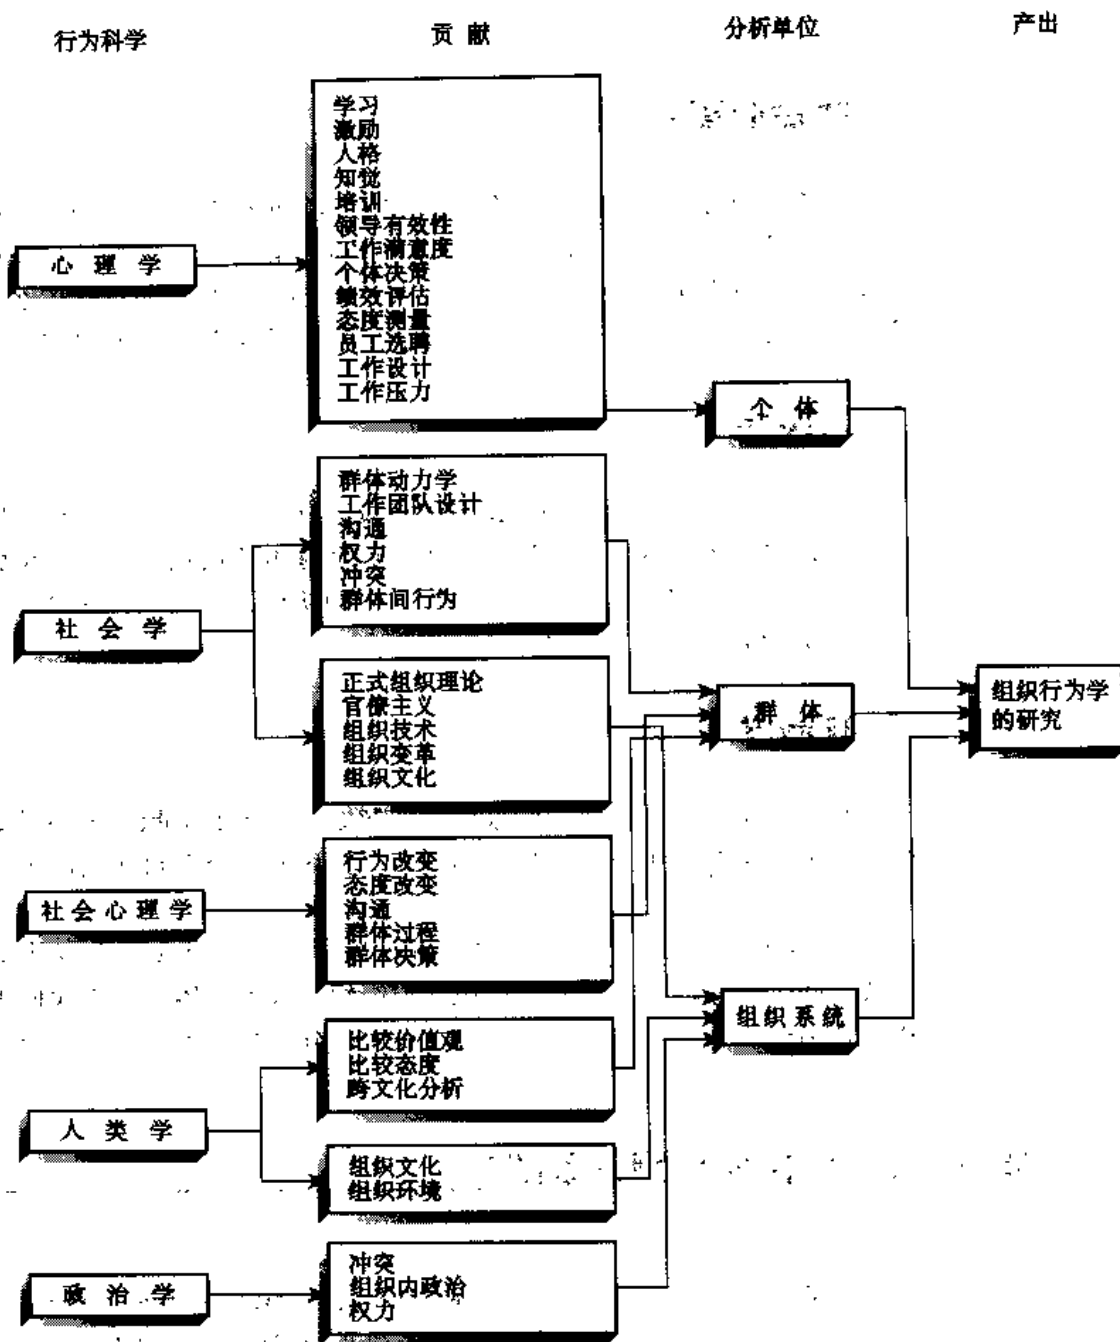 行为科学
贡 献
分析单位
产出
心 理 学
学习
激励
人格
知觉
培训
领导有效性
工作满意度
个体决策
绩效评估
态度测量
员工选聘
工作设计
工作压力
个 体
社 会 学
群体动力学
工作团队设计
沟通
权力
冲突
群体间行为
正式组织理论
官僚主义
组织技术
组织变革
组织文化
群 体
组织行为学
的研究
社会心理学
行为改变
态度改变
沟通
群体过程
群体决策
组织系统
人 类 学
比较价值观
比较态度
跨文化分析
组织文化
组织环境
政 治 学
冲突
组织内政治
权力